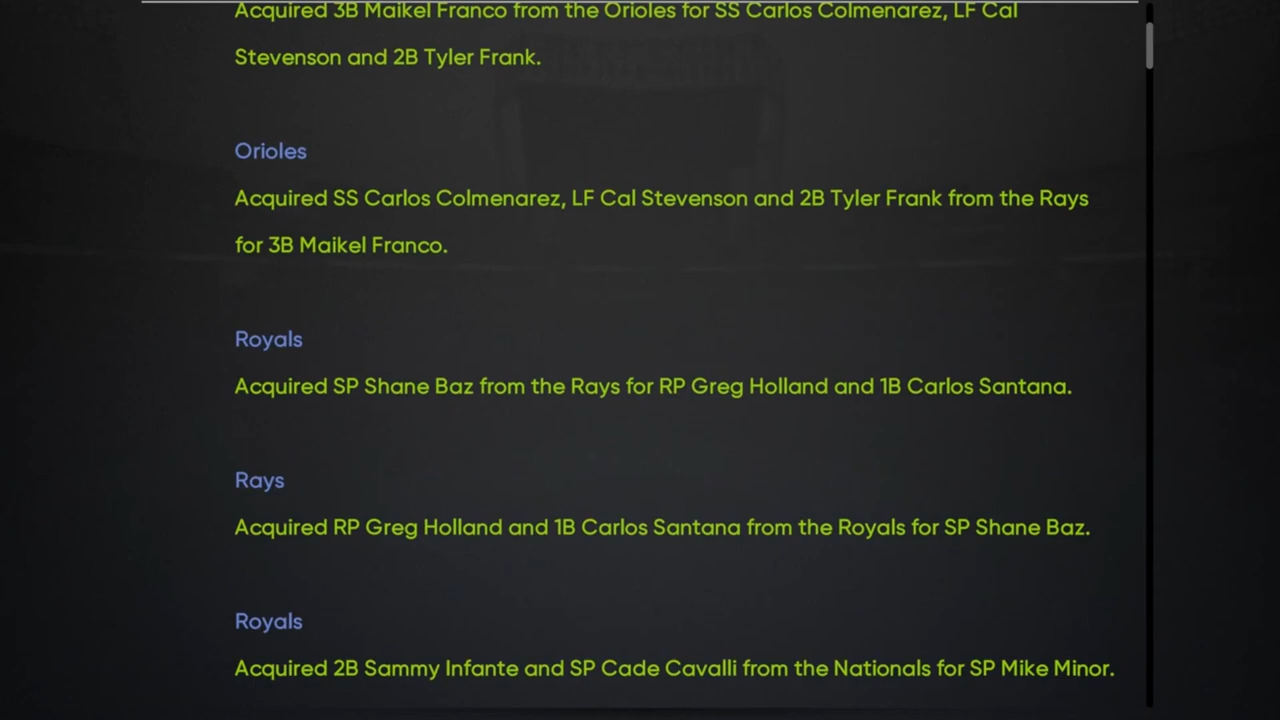 Acquired 3B Maikel Franco from the Orioles for SS Carlos Colmenarez, LF Cal
Stevenson and 2B Tyler Frank.
Orioles
Acquired SS Carlos Colmenarez, LF Cal Stevenson and 2B Tyler Frank from the Rays
for 3B Maikel Franco.
Royals
Acquired SP Shane Baz from the Rays for RP Greg Holland and 1B Carlos Santana.
Rays
Acquired RP Greg Holland and 1B Carlos Santana from the Royals for SP Shane Baz.
Royals
Acquired 2B Sammy Infante and SP Cade Cavalli from the Nationals for SP Mike Minor.